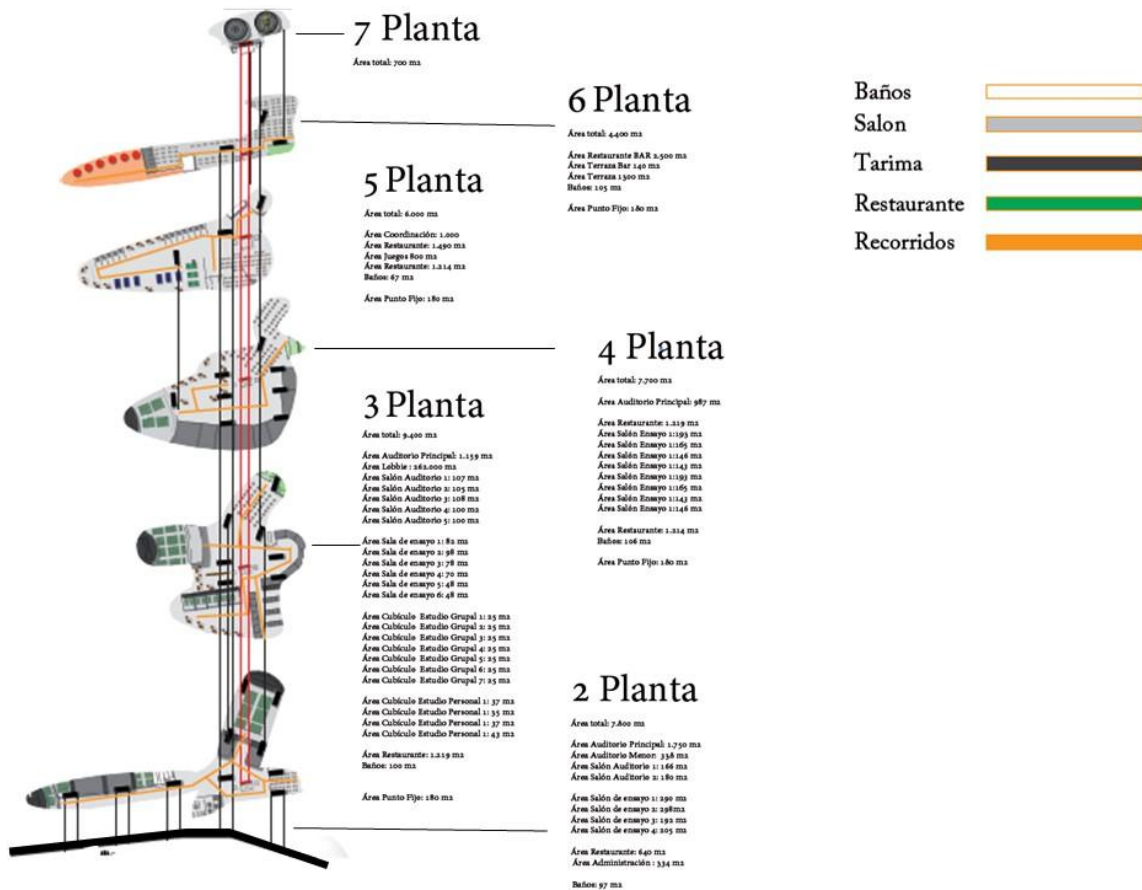 7 Planta
Área total: 700 m2
6 Planta
Área total: 4.400 m2
Área Restaurante BAR 2.500 m2
Área Terraza Bar 140 m2
Área Terraza 1300 m2
Baños: 105 m2
Área Punto Fijo: 180 m2
Baños
Salon
Tarima
Restaurante
Recorridos
5 Planta
Área total: 6.000 m2
Área Coordinación: 1.000
Área Restaurante: 1.490 m2
Área Juegos 800 m2
Área Restaurante: 1.214 m2
Baños: 67 m2
Área Punto Fijo: 180 m2
4 Planta
Área total: 7.700 m2
Área Auditorio Principal: 987 m2
Área Restaurante: 1.219 m2
Área Salón Ensayo 1:193 m2
Área Salón Ensayo 1:165 m2
Área Salón Ensayo 1:146 m2
Área Salón Ensayo 1:143 m2
Área Salón Ensayo 1:193 m2
Área Salón Ensayo 1:165 m2
Área Salón Ensayo 1:143 m2
Área Salón Ensayo 1:146 m2
Área Restaurante: 1.214 m2
Baños: 106 m2
Área Punto Fijo: 180 m2
3 Planta
Área total: 9.400 m2
Área Auditorio Principal: 1.159 m2
Área Lobbie : 262.000 m2
Área Salón Auditorio 1: 107 m2
Área Salón Auditorio 2: 105 m2
Área Salón Auditorio 3: 108 m2
Área Salón Auditorio 4: 100 m2
Área Salón Auditorio 5: 100 m2
Área Sala de ensayo 1: 82 m2
Área Sala de ensayo 2: 98 m2
Área Sala de ensayo 3: 78 m2
Área Sala de ensayo 4: 70 m2
Área Sala de ensayo 5: 48 m2
Área Sala de ensayo 6: 48 m2
Área Cubículo Estudio Grupal 1: 25 m2
Área Cubículo Estudio Grupal 2: 25 m2
Área Cubículo Estudio Grupal 3: 25 m2
Área Cubículo Estudio Grupal 4: 25 m2
Área Cubículo Estudio Grupal 5: 25 m2
Área Cubículo Estudio Grupal 6: 25 m2
Área Cubículo Estudio Grupal 7: 25 m2
Área Cubículo Estudio Personal 1: 37 m2
Área Cubículo Estudio Personal 1: 35 m2
Área Cubículo Estudio Personal 1: 37 m2
Área Cubículo Estudio Personal 1: 43 m2
Área Restaurante: 1.219 m2
Baños: 100 m2
Área Punto Fijo: 180 m2
2 Planta
Área total: 7.800 m2
Área Auditorio Principal: 1.750 m2
Área Auditorio Menor: 338 m2
Área Salón Auditorio 1: 166 m2
Área Salón Auditorio 2: 180 m2
Área Salón de ensayo 1: 290 m2
Área Salón de ensayo 2: 298m2
Área Salón de ensayo 3: 192 m2
Área Salón de ensayo 4: 205 m2
Área Restaurante: 640 m2
Área Administración : 334 m2
Baños: 97 m2